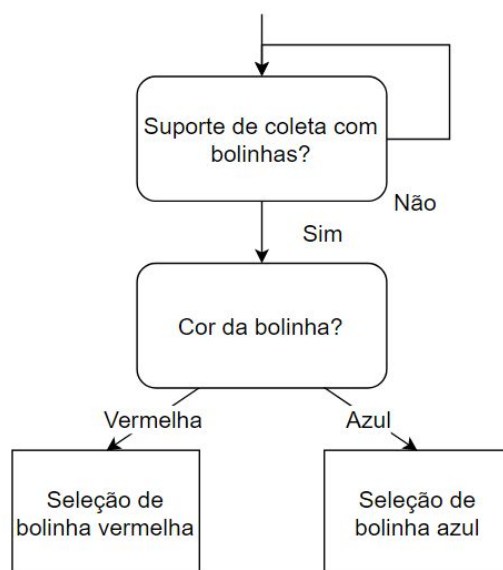 Suporte de coleta com
bolinhas?
Não
Sim
Cor da bolinha?
Vermelha
Azul
Seleção de
bolinha vermelha
Seleção de
bolinha azul